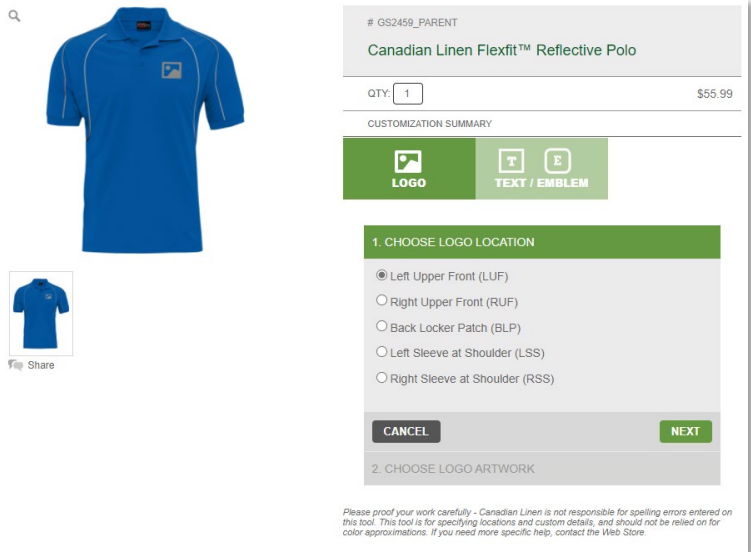 # GS2459_PARENT
Canadian Linen Flexfit™ Reflective Polo
QTY: 1 $55.99
CUSTOMIZATION SUMMARY
LOGO
T E
TEXT / EMBLEM
1. CHOOSE LOGO LOCATION
Left Upper Front (LUF)
Right Upper Front (RUF)
Back Locker Patch (BLP)
Left Sleeve at Shoulder (LSS)
Right Sleeve at Shoulder (RSS)
CANCEL NEXT
2. CHOOSE LOGO ARTWORK
Share
Please proof your work carefully - Canadian Linen is not responsible for spelling errors entered on
this tool. This tool is for specifying locations and custom details, and should not be relied on for
color approximations. If you need more specific help, contact the Web Store.